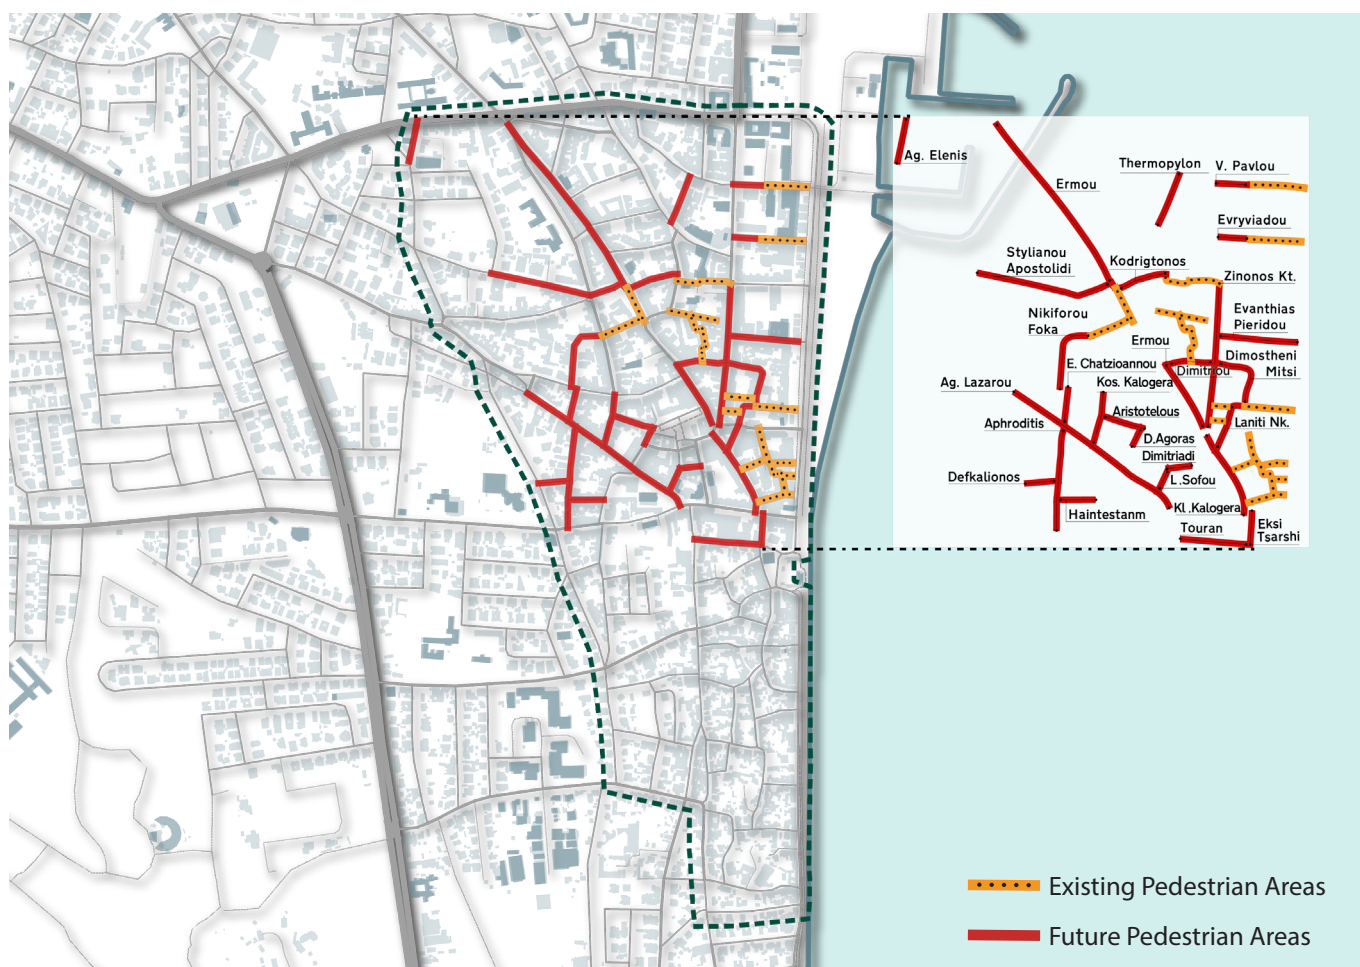 Ag. Elenis
Thermopylon
V. Pavlou
Ermou
Evryviadou
Stylianou
Apostolidi
Kodrigtonos
Zinonos Kt.
Nikiforou
Foka
Evanthias
Pieridou
Ermou
Dimostheni
Mitsi
E. Chatzioannou
Dimitriou
Ag. Lazarou
Kos. Kalogera
Aphroditis
Aristotelous
Laniti Nk.
D.Agoras
Dimitriadi
Defkalionos
L .Sofou
Haintestanm
Kl .Kalogera
Touran
Eksi
Tsarshi
Existing Pedestrian Areas
Future Pedestrian Areas